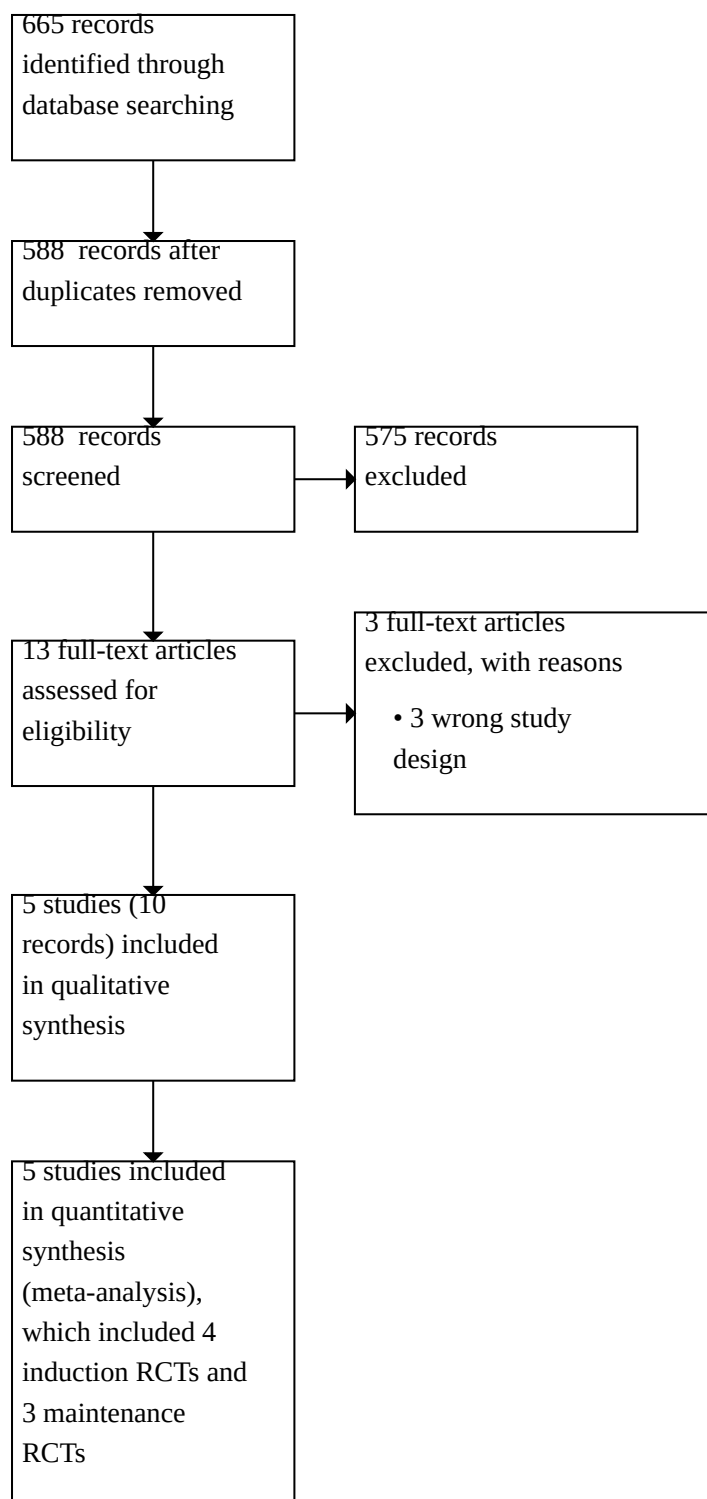 665 records
identified through
database searching
588  records after
duplicates removed
588  records
screened
575 records
excluded
13 full-text articles
assessed for
eligibility
3 full-text articles
excluded, with reasons
• 3 wrong study
design
5 studies (10
records) included
in qualitative
synthesis
5 studies included
in quantitative
synthesis
(meta-analysis),
which included 4
induction RCTs and
3 maintenance
RCTs